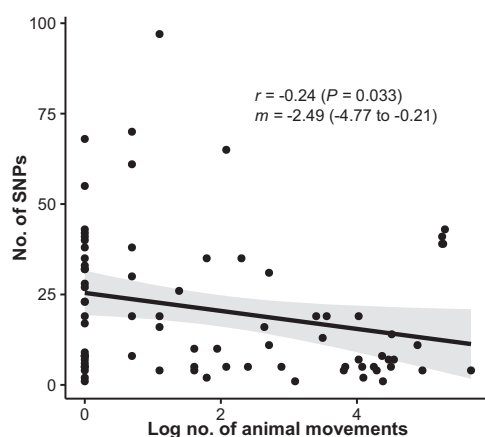 100
75
50
25
0
No. of SNPs
r = -0.24 (P = 0.033)
m = -2.49 (-4.77 to -0.21)
0 2 4
Log no. of animal movements